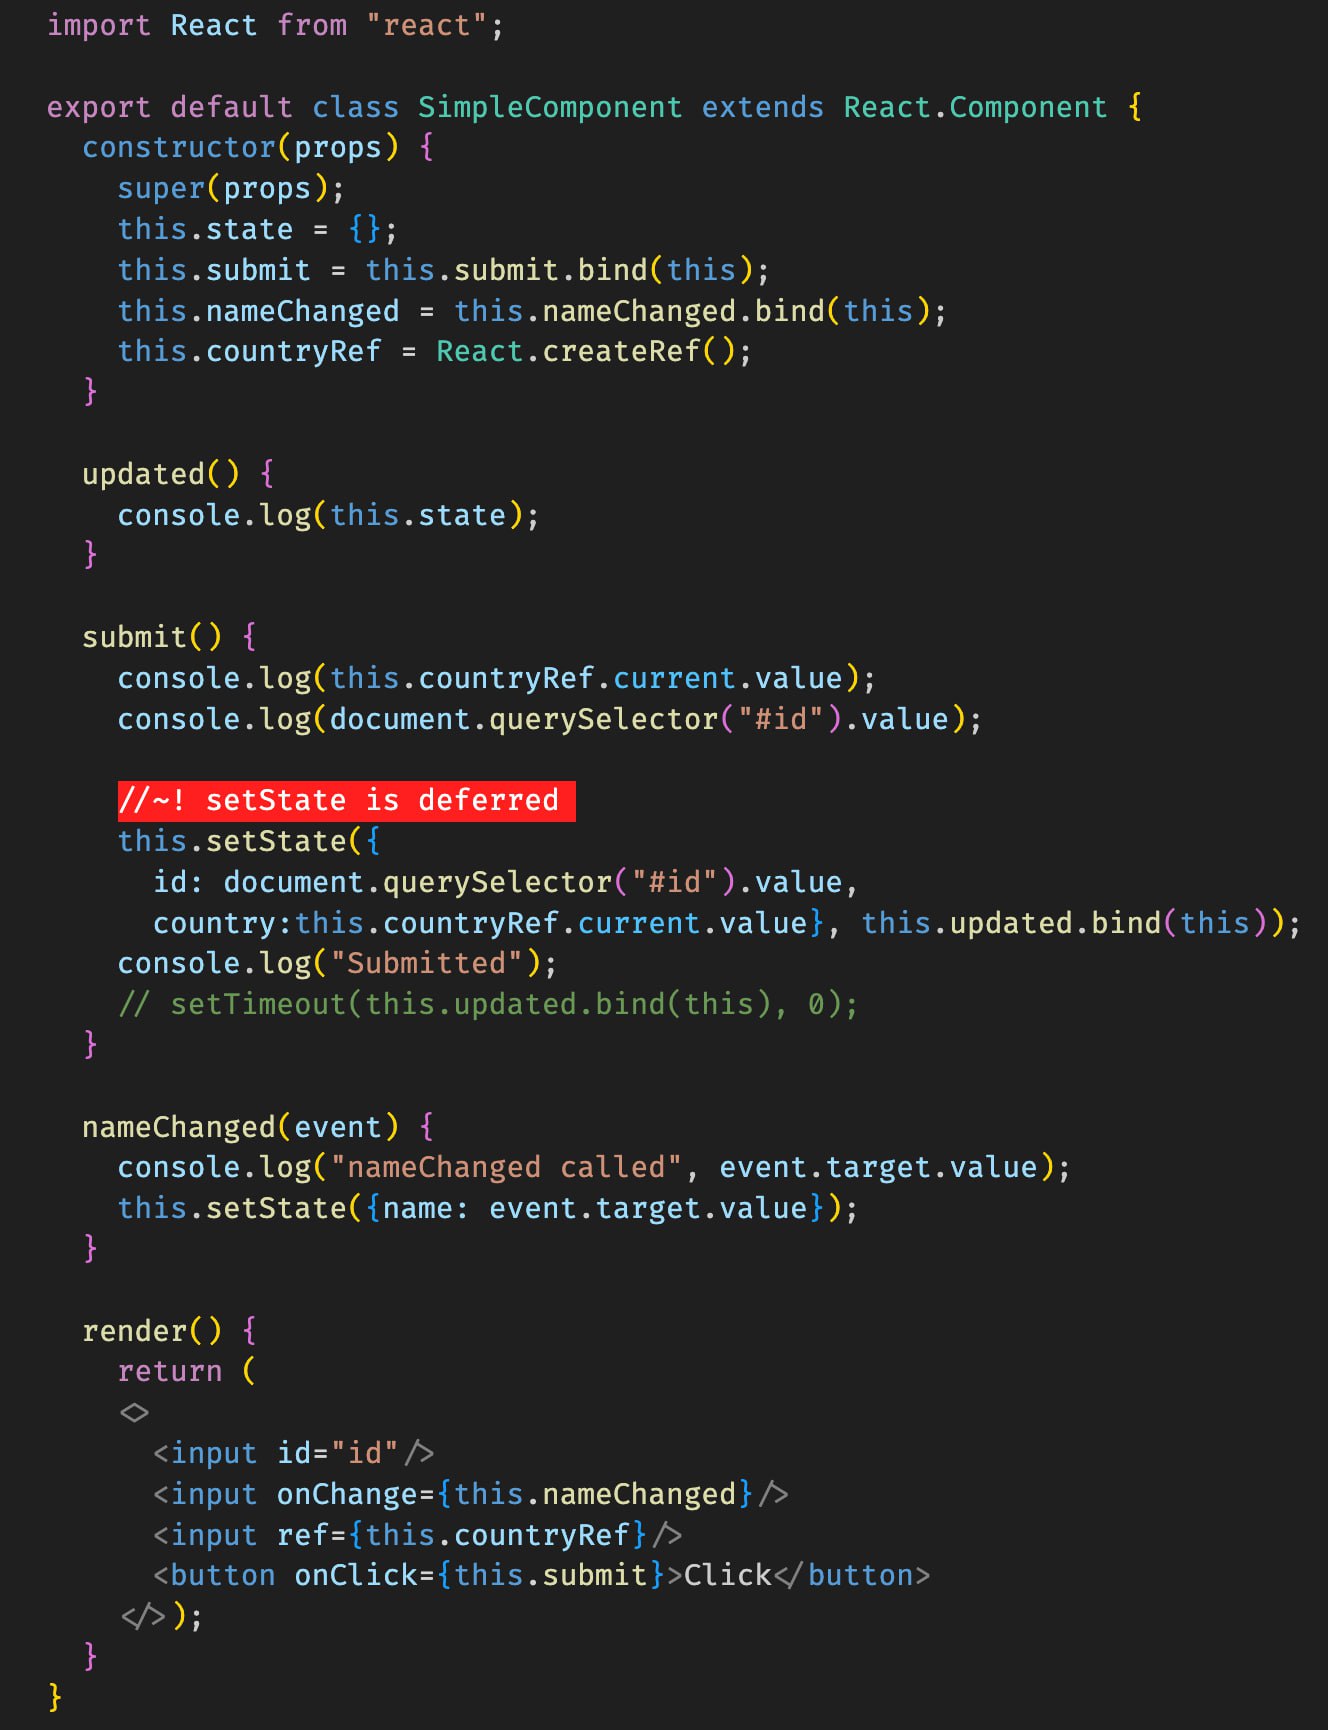 import React from "react";

export default class SimpleComponent extends React.Component {
  constructor(props) {
    super(props);
    this.state = {};
    this.submit = this.submit.bind(this);
    this.nameChanged = this.nameChanged.bind(this);
    this.countryRef = React.createRef();
  }

  updated() {
    console.log(this.state);
  }

  submit() {
    console.log(this.countryRef.current.value);
    console.log(document.querySelector("#id").value);

    //~! setState is deferred
    this.setState({
      id: document.querySelector("#id").value,
      country:this.countryRef.current.value}, this.updated.bind(this));
    console.log("Submitted");
    // setTimeout(this.updated.bind(this), 0);
  }

  nameChanged(event) {
    console.log("nameChanged called", event.target.value);
    this.setState({name: event.target.value});
  }

  render() {
    return (
    <>
      <input id="id"/>
      <input onChange={this.nameChanged}/>
      <input ref={this.countryRef}/>
      <button onClick={this.submit}>Click</button>
    </>);
  }
}